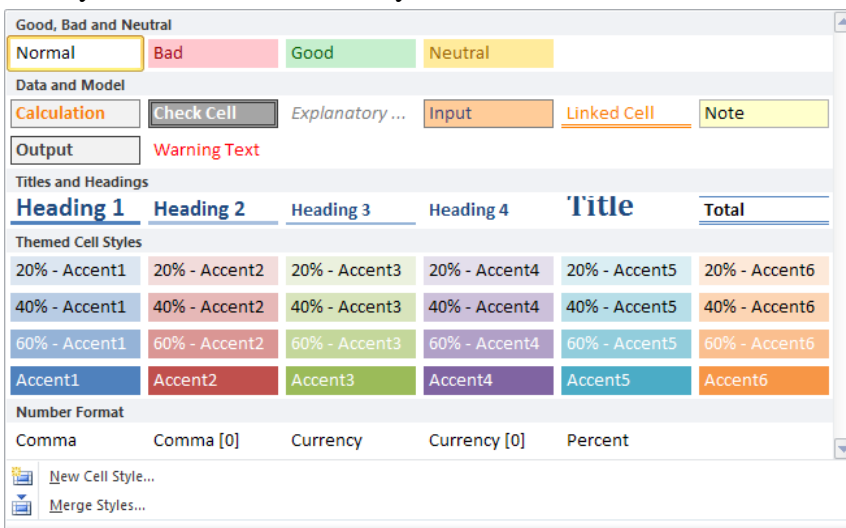 Good, Bad and Neutral
Normal Bad Good Neutral
Data and Model
Calculation Check Cell Explanatory ... Input Linked Cell Note
Output Warning Text
Titles and Headings
Heading 1 Heading 2 Heading 3 Heading 4 Title Total
Themed Cell Styles
20% - Accent1 20% - Accent2 20% - Accent3 20% - Accent4 20% - Accent5 20% - Accent6
40% - Accent1 40% - Accent2 40% - Accent3 40% - Accent4 40% - Accent5 40% - Accent6
60% - Accent1 60% - Accent2 60% - Accent3 60% - Accent4 60% - Accent5 60% - Accent6
Accent1 Accent2 Accent3 Accent4 Accent5 Accent6
Number Format
Comma Comma [0] Currency Currency [0] Percent
New Cell Style...
Merge Styles...